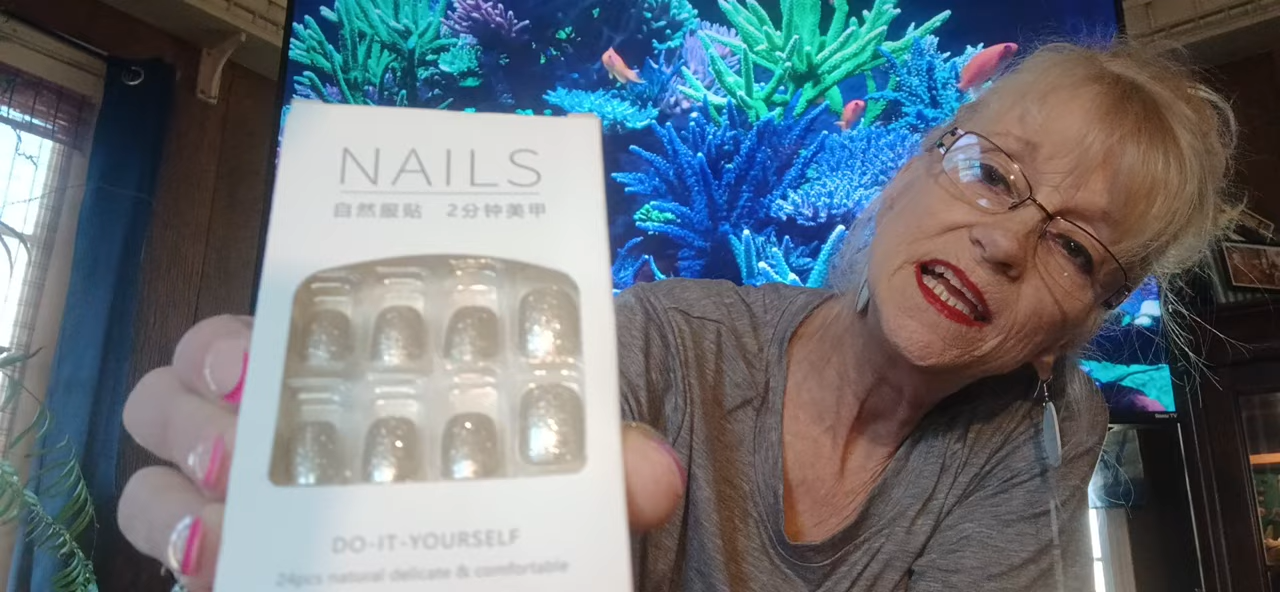 NAILS
自然服贴 2分钟美甲
DO-IT-YOURSELF
24pcs natural delicate & comfortable